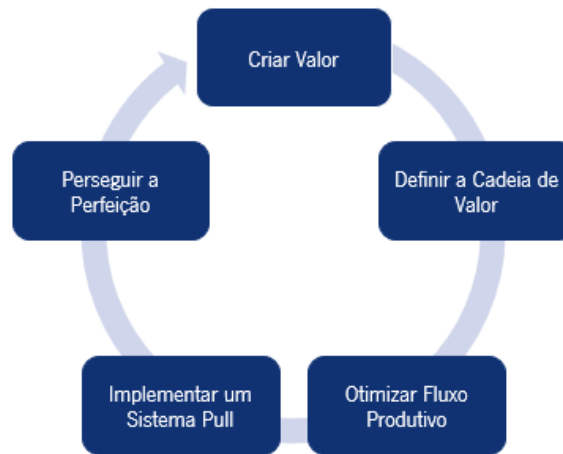 Criar Valor
Definir a Cadeia de
Valor
Otimizar Fluxo
Produtivo
Implementar um
Sistema Pull
Perseguir a
Perfeição